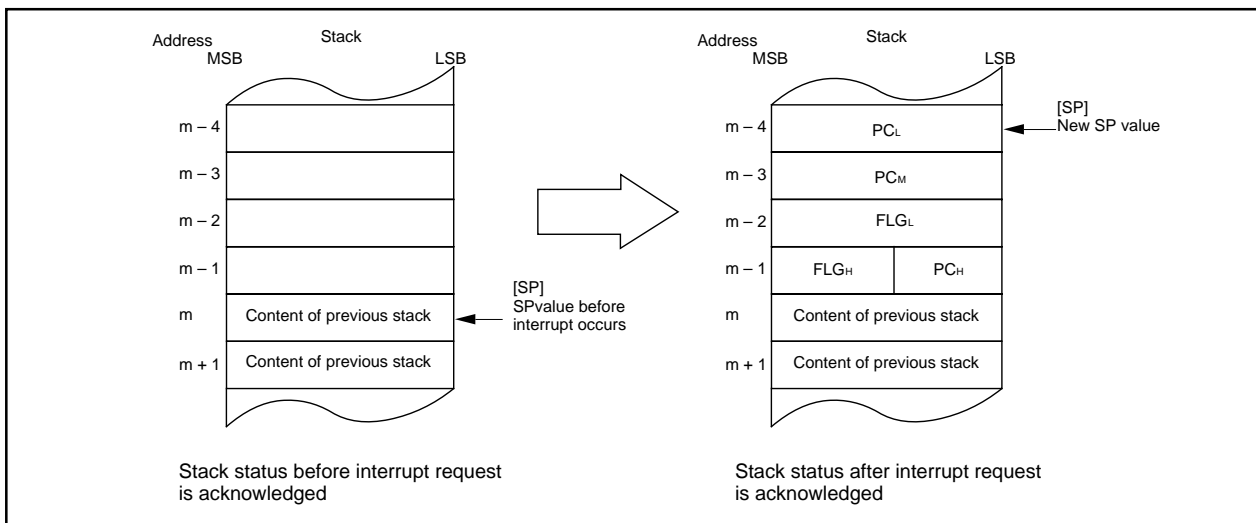 Address
MSB
Stack
LSB
m – 4
m – 3
m – 2
m – 1
m
Content of previous stack
m + 1
Content of previous stack
[SP]
SPvalue before
interrupt occurs
Stack status before interrupt request
is acknowledged
Address
MSB
Stack
LSB
m – 4
PCL
[SP]
New SP value
m – 3
PCM
m – 2
FLGL
m – 1
FLGH
PCH
m
Content of previous stack
m + 1
Content of previous stack
Stack status after interrupt request
is acknowledged